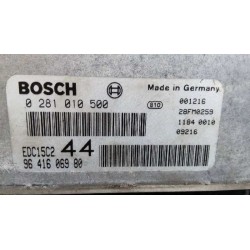 BOSCH
Made in Germany
0 281 010 500
e10
001216
28FM0259
1184 0010
09216
EDC15C2 44
96 416 069 80